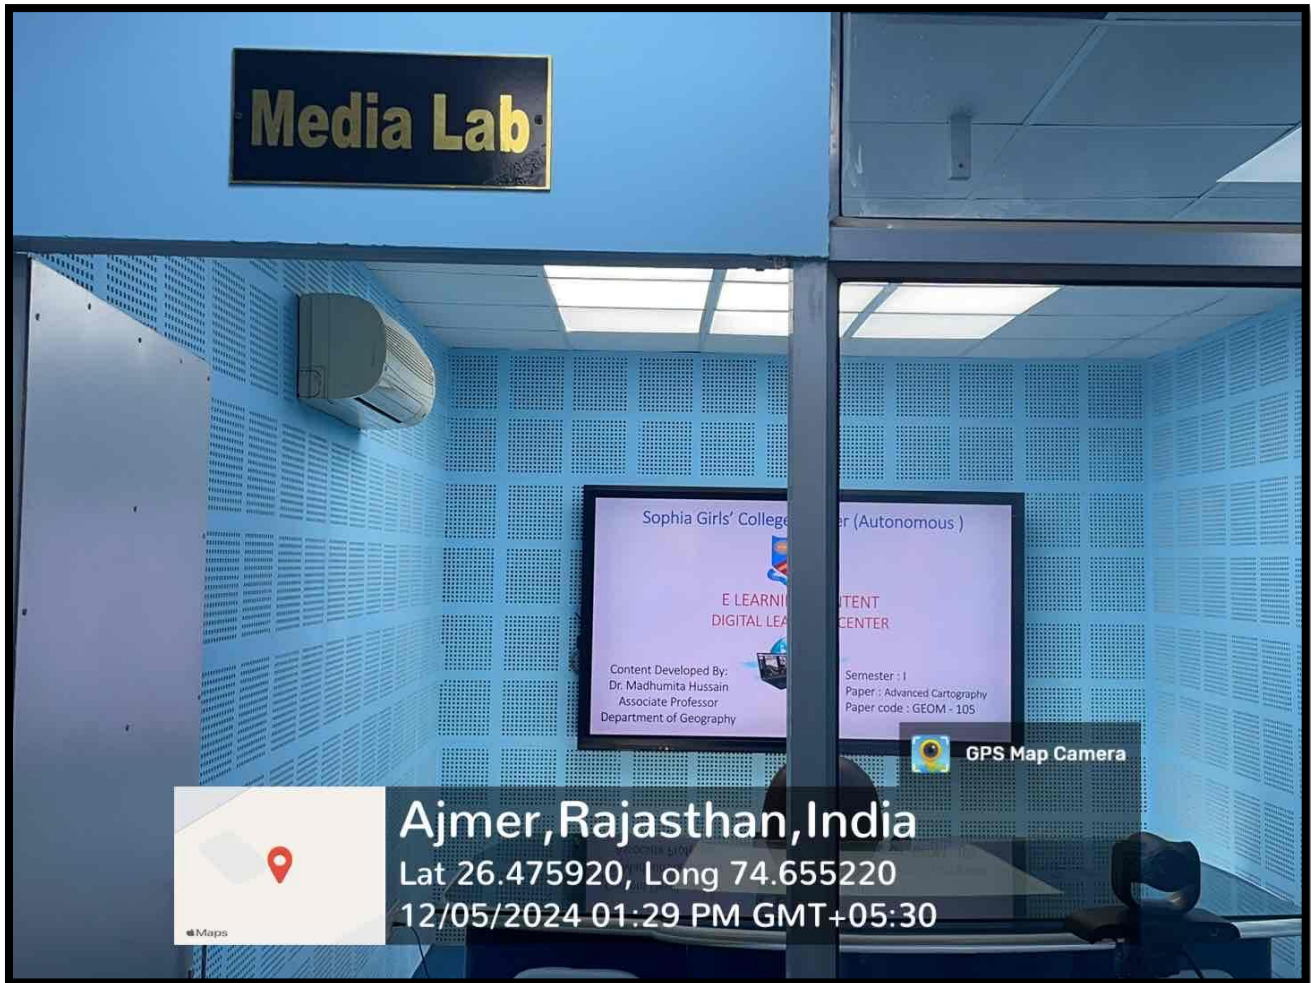 Media Lab
Sophia Girls' College er (Autonomous )
E LEARNI TENT
DIGITAL LEA CENTER
Content Developed By:
Dr. Madhumita Hussain
Associate Professor
Department of Geography
Semester : I
Paper : Advanced Cartography
Paper code : GEOM - 105
GPS Map Camera
Ajmer,Rajasthan,India
Lat 26.475920, Long 74.655220
12/05/2024 01:29 PM GMT+05:30
Maps